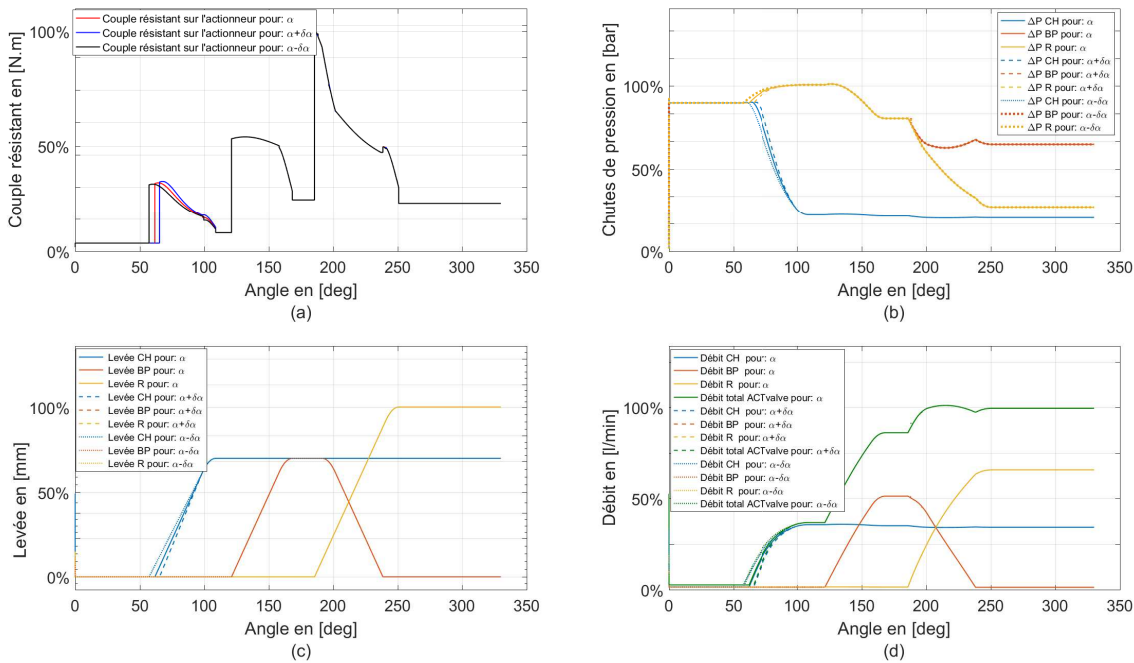 Couple résistant en [N.m]
100%
50%
0%
Couple résistant sur l'actionneur pour: α
Couple résistant sur l'actionneur pour: α+δα
Couple résistant sur l'actionneur pour: α-δα
0 50 100 150 200 250 300 350
Angle en [deg]
(a)
Chutes de pression en [bar]
100%
50%
0%
ΔP CH pour: α
ΔP BP pour: α
ΔP R pour: α
ΔP CH pour: α+δα
ΔP BP pour: α+δα
ΔP R pour: α+δα
ΔP CH pour: α-δα
ΔP BP pour: α-δα
ΔP R pour: α-δα
0 50 100 150 200 250 300 350
Angle en [deg]
(b)
Levée en [mm]
100%
50%
0%
Levée CH pour: α
Levée BP pour: α
Levée R pour: α
Levée CH pour: α+δα
Levée BP pour: α+δα
Levée R pour: α+δα
Levée CH pour: α-δα
Levée BP pour: α-δα
Levée R pour: α-δα
0 50 100 150 200 250 300 350
Angle en [deg]
(c)
Débit en [l/min]
100%
50%
0%
Débit CH pour: α
Débit BP pour: α
Débit R pour: α
Débit total ACTvalve pour: α
Débit CH pour: α+δα
Débit BP pour: α+δα
Débit R pour: α+δα
Débit total ACTvalve pour: α+δα
Débit CH pour: α-δα
Débit BP pour: α-δα
Débit R pour: α-δα
Débit total ACTvalve pour: α-δα
0 50 100 150 200 250 300 350
Angle en [deg]
(d)